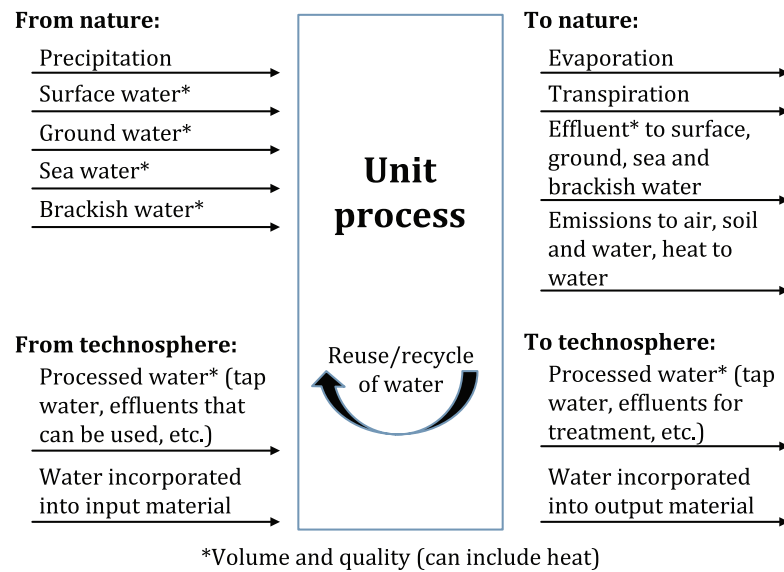 From nature:
Precipitation
Surface water*
Ground water*
Sea water*
Brackish water*
From technosphere:
Processed water* (tap
water, effluents that
can be used, etc.)
Water incorporated
into input material
Unit
process
Reuse/recycle
of water
To nature:
Evaporation
Transpiration
Effluent* to surface,
ground, sea and
brackish water
Emissions to air, soil
and water, heat to
water
To technosphere:
Processed water* (tap
water, effluents for
treatment, etc.)
Water incorporated
into output material
*Volume and quality (can include heat)